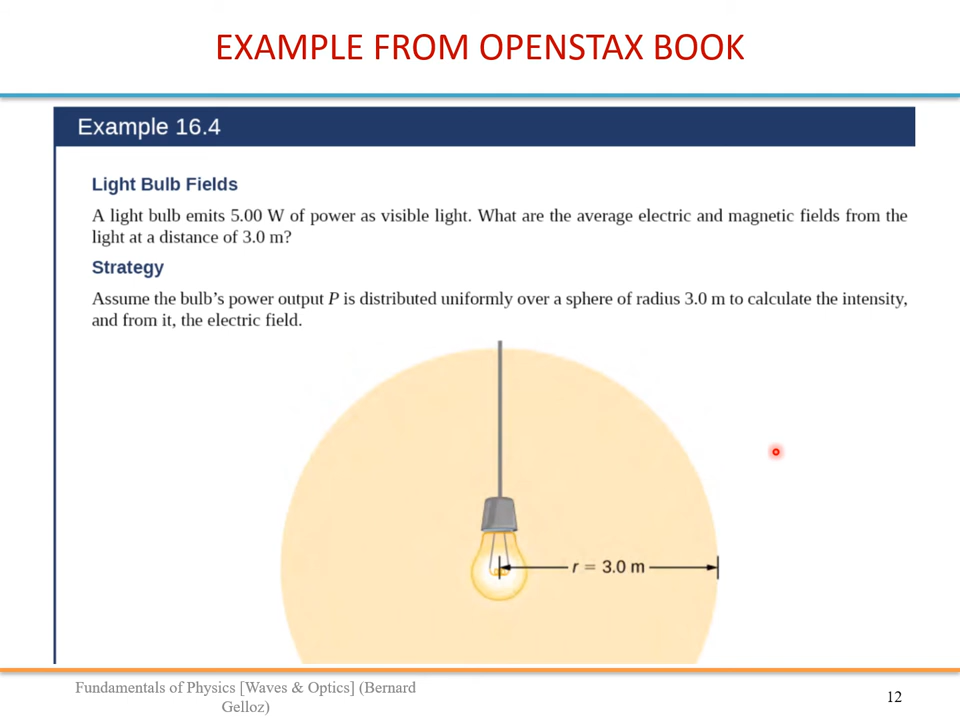 EXAMPLE FROM OPENSTAX BOOK
Example 16.4
Light Bulb Fields
A light bulb emits 5.00 W of power as visible light. What are the average electric and magnetic fields from the
light at a distance of 3.0 m?
Strategy
Assume the bulb’s power output P is distributed uniformly over a sphere of radius 3.0 m to calculate the intensity,
and from it, the electric field.
r = 3.0 m
Fundamentals of Physics [Waves & Optics] (Bernard
Gelloz)
12